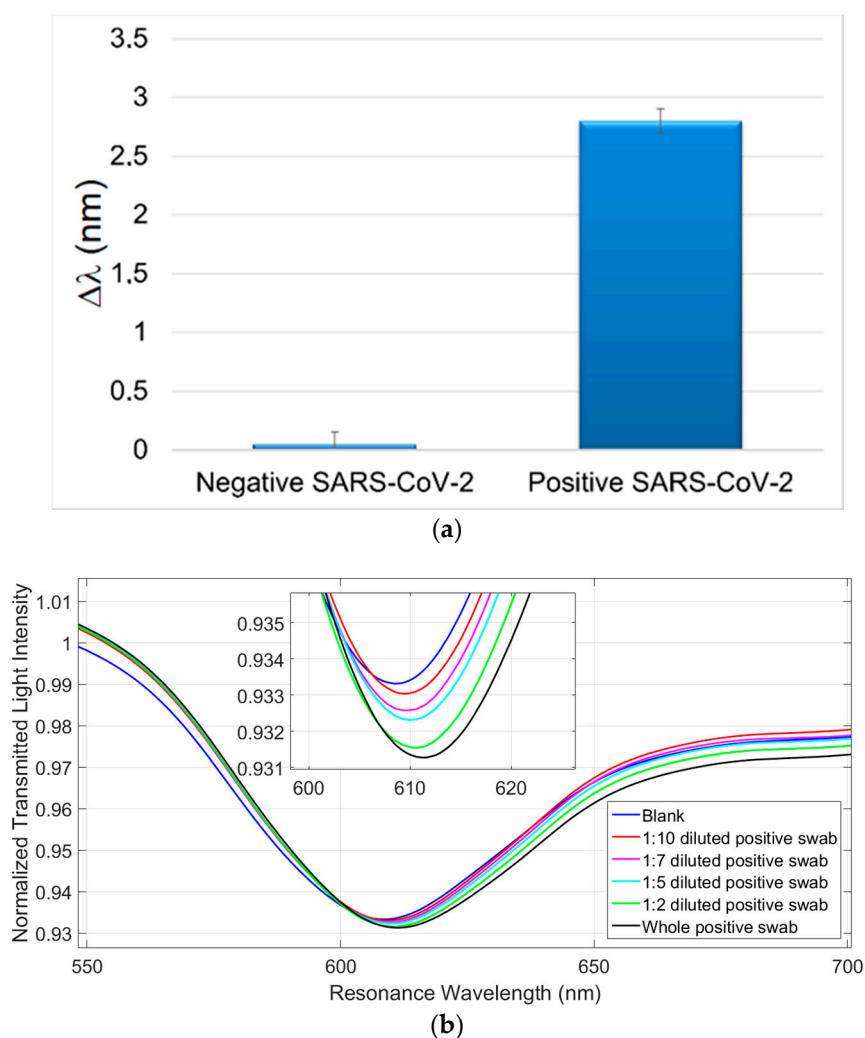 3.5
3
2.5
2
1.5
1
0.5
0
Δλ (nm)
Negative SARS-CoV-2
Positive SARS-CoV-2
(a)
1.01
1
0.99
0.98
0.97
0.96
0.95
0.94
0.93
Normalized Transmitted Light Intensity
0.935
0.934
0.933
0.932
0.931
600
610
620
Blank
1:10 diluted positive swab
1:7 diluted positive swab
1:5 diluted positive swab
1:2 diluted positive swab
Whole positive swab
550
600
650
700
Resonance Wavelength (nm)
(b)